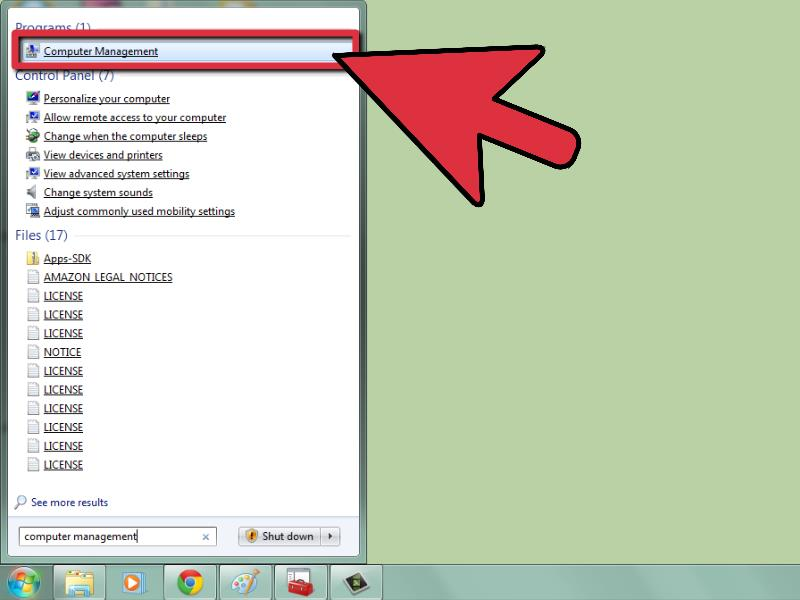 Programs (1)
Computer Management
Control Panel (7)
Personalize your computer
Allow remote access to your computer
Change when the computer sleeps
View devices and printers
View advanced system settings
Change system sounds
Adjust commonly used mobility settings
Files (17)
Apps-SDK
AMAZON LEGAL NOTICES
LICENSE
LICENSE
LICENSE
NOTICE
LICENSE
LICENSE
LICENSE
LICENSE
LICENSE
LICENSE
See more results
computer management
Shut down